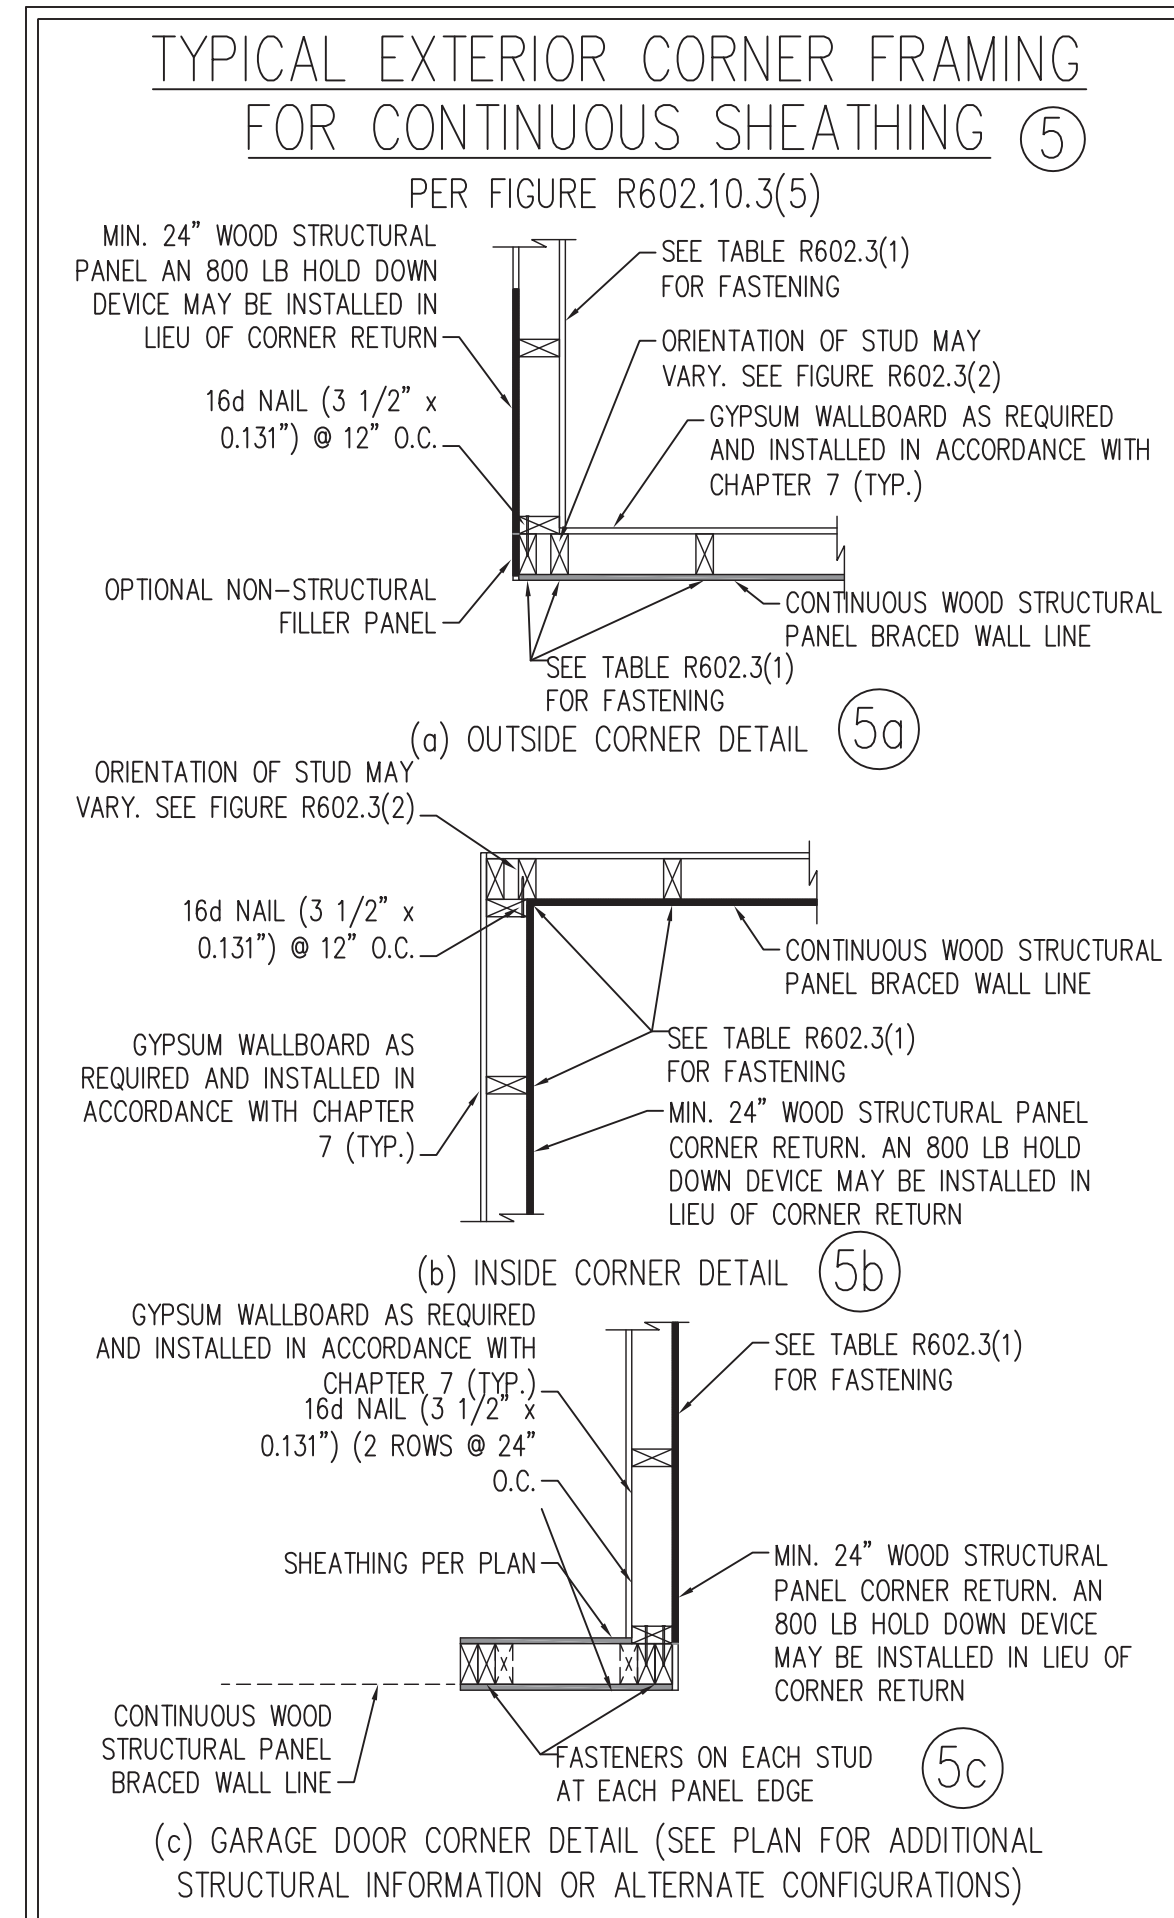 TYPICAL EXTERIOR CORNER FRAMING
FOR CONTINUOUS SHEATHING 5
PER FIGURE R602.10.3(5)
MIN. 24" WOOD STRUCTURAL
PANEL AN 800 LB HOLD DOWN
DEVICE MAY BE INSTALLED IN
LIEU OF CORNER RETURN
16d NAIL (3 1/2" x
0.131") @ 12" O.C.
OPTIONAL NON-STRUCTURAL
FILLER PANEL
SEE TABLE R602.3(1)
FOR FASTENING
ORIENTATION OF STUD MAY
VARY. SEE FIGURE R602.3(2)
GYPSUM WALLBOARD AS REQUIRED
AND INSTALLED IN ACCORDANCE WITH
CHAPTER 7 (TYP.)
CONTINUOUS WOOD STRUCTURAL
PANEL BRACED WALL LINE
SEE TABLE R602.3(1)
FOR FASTENING
(a) OUTSIDE CORNER DETAIL 5a
ORIENTATION OF STUD MAY
VARY. SEE FIGURE R602.3(2)
16d NAIL (3 1/2" x
0.131") @ 12" O.C.
GYPSUM WALLBOARD AS
REQUIRED AND INSTALLED IN
ACCORDANCE WITH CHAPTER
7 (TYP.)
CONTINUOUS WOOD STRUCTURAL
PANEL BRACED WALL LINE
SEE TABLE R602.3(1)
FOR FASTENING
MIN. 24" WOOD STRUCTURAL PANEL
CORNER RETURN. AN 800 LB HOLD
DOWN DEVICE MAY BE INSTALLED IN
LIEU OF CORNER RETURN
(b) INSIDE CORNER DETAIL 5b
GYPSUM WALLBOARD AS REQUIRED
AND INSTALLED IN ACCORDANCE WITH
CHAPTER 7 (TYP.)
16d NAIL (3 1/2" x
0.131") (2 ROWS @ 24"
O.C.
SHEATHING PER PLAN
CONTINUOUS WOOD
STRUCTURAL PANEL
BRACED WALL LINE
SEE TABLE R602.3(1)
FOR FASTENING
MIN. 24" WOOD STRUCTURAL
PANEL CORNER RETURN. AN
800 LB HOLD DOWN DEVICE
MAY BE INSTALLED IN LIEU OF
CORNER RETURN
FASTENERS ON EACH STUD
AT EACH PANEL EDGE
5c
(c) GARAGE DOOR CORNER DETAIL (SEE PLAN FOR ADDITIONAL
STRUCTURAL INFORMATION OR ALTERNATE CONFIGURATIONS)